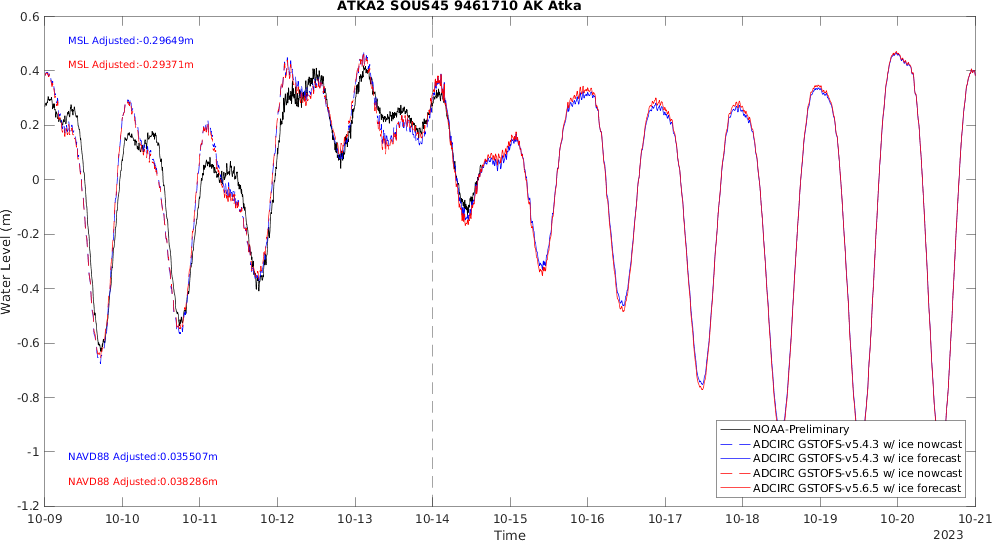 ATKA2 SOUS45 9461710 AK Atka
MSL Adjusted:-0.29649m
MSL Adjusted:-0.29371m
0.6
0.4
0.2
0
-0.2
-0.4
-0.6
-0.8
-1
-1.2
Water Level (m)
NAVD88 Adjusted:0.035507m
NAVD88 Adjusted:0.038286m
NOAA-Preliminary
ADCIRC GSTOFS-v5.4.3 w/ ice nowcast
ADCIRC GSTOFS-v5.4.3 w/ ice forecast
ADCIRC GSTOFS-v5.6.5 w/ ice nowcast
ADCIRC GSTOFS-v5.6.5 w/ ice forecast
10-09 10-10 10-11 10-12 10-13 10-14 10-15 10-16 10-17 10-18 10-19 10-20 10-21
Time
2023